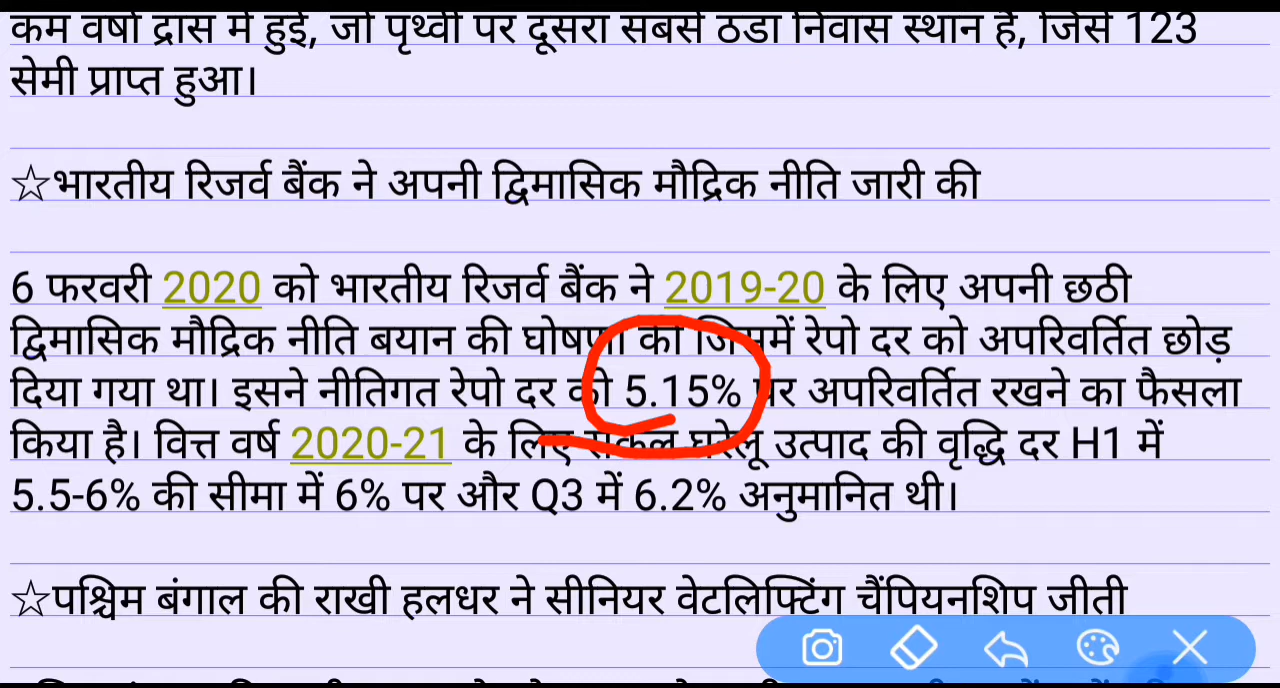 कम वर्षा द्रास में हुई, जो पृथ्वी पर दूसरा सबसे ठंडा निवास स्थान है, जिसे 123
सेमी प्राप्त हुआ।
☆भारतीय रिजर्व बैंक ने अपनी द्विमासिक मौद्रिक नीति जारी की
6 फरवरी 2020 को भारतीय रिजर्व बैंक ने 2019-20 के लिए अपनी छठी
द्विमासिक मौद्रिक नीति बयान की घोषणा की जिसमें रेपो दर को अपरिवर्तित छोड़
दिया गया था। इसने नीतिगत रेपो दर को 5.15% पर अपरिवर्तित रखने का फैसला
किया है। वित्त वर्ष 2020-21 के लिए सकल घरेलू उत्पाद की वृद्धि दर H1 में
5.5-6% की सीमा में 6% पर और Q3 में 6.2% अनुमानित थी।
☆पश्चिम बंगाल की राखी हलधर ने सीनियर वेटलिफ्टिंग चैंपियनशिप जीती